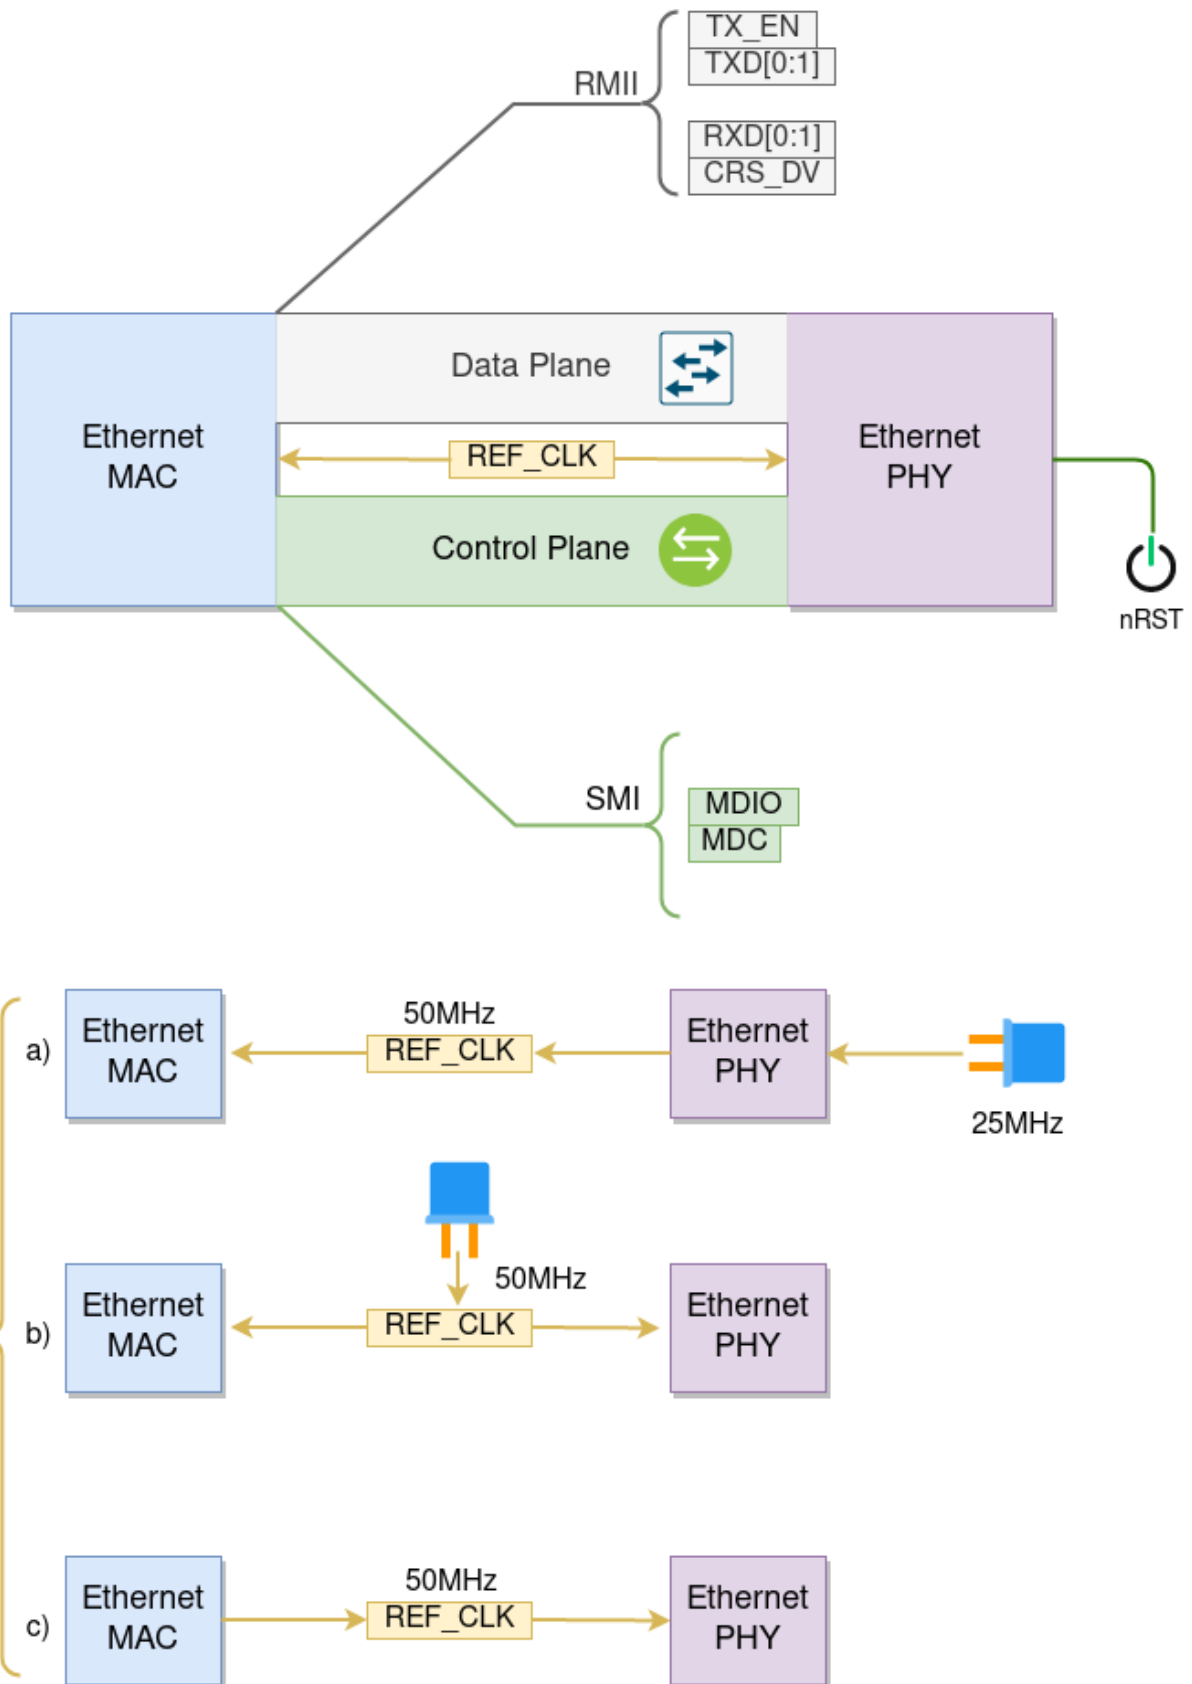 TX_EN
TXD[0:1]
RMII
RXD[0:1]
CRS_DV
Data Plane
Ethernet
MAC
REF_CLK
Ethernet
PHY
Control Plane
nRST
SMI
MDIO
MDC
a)
Ethernet
MAC
50MHz
REF_CLK
Ethernet
PHY
25MHz
b)
Ethernet
MAC
50MHz
REF_CLK
Ethernet
PHY
c)
Ethernet
MAC
50MHz
REF_CLK
Ethernet
PHY